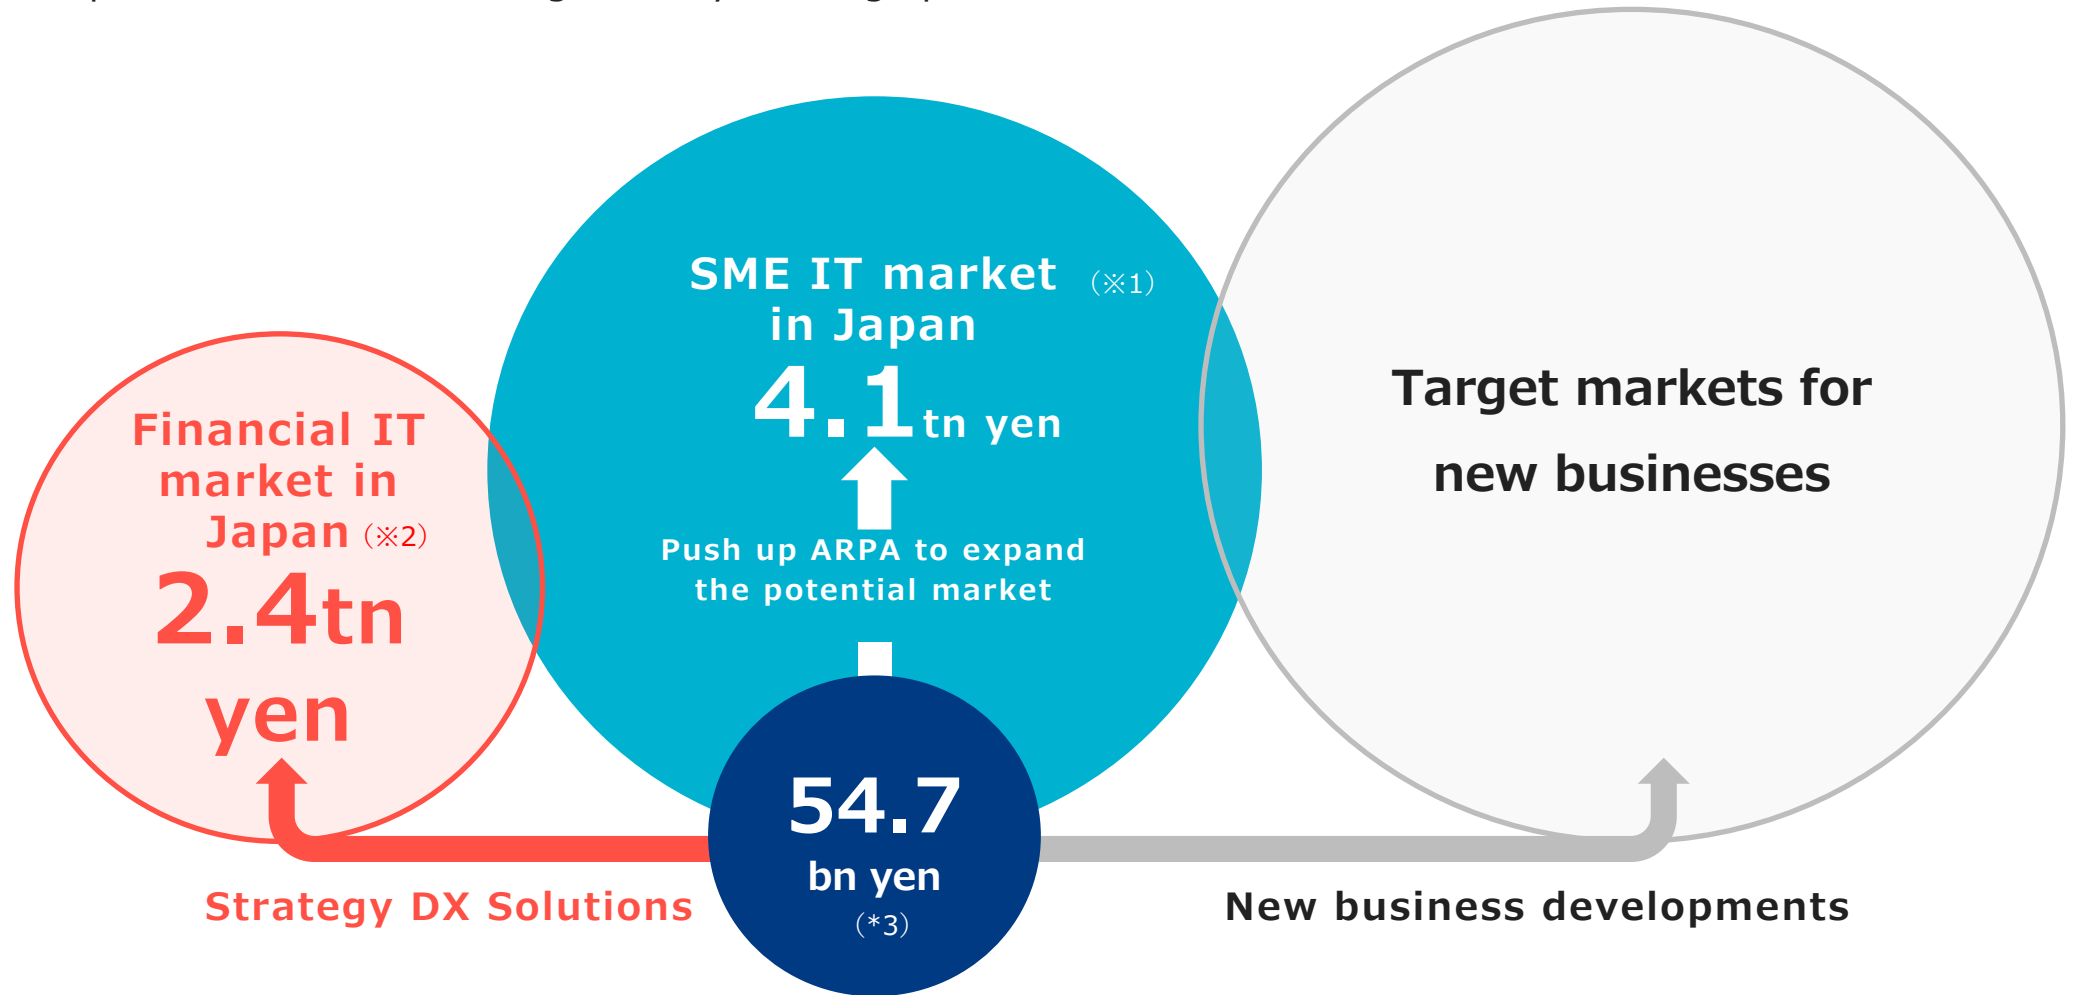 SME IT market （※1）
in Japan
4.1 tn yen
Push up ARPA to expand
the potential market
Financial IT
market in
Japan （※2）
2.4tn
yen
Target markets for
new businesses
54.7
bn yen
（*3）
Strategy DX Solutions
New business developments